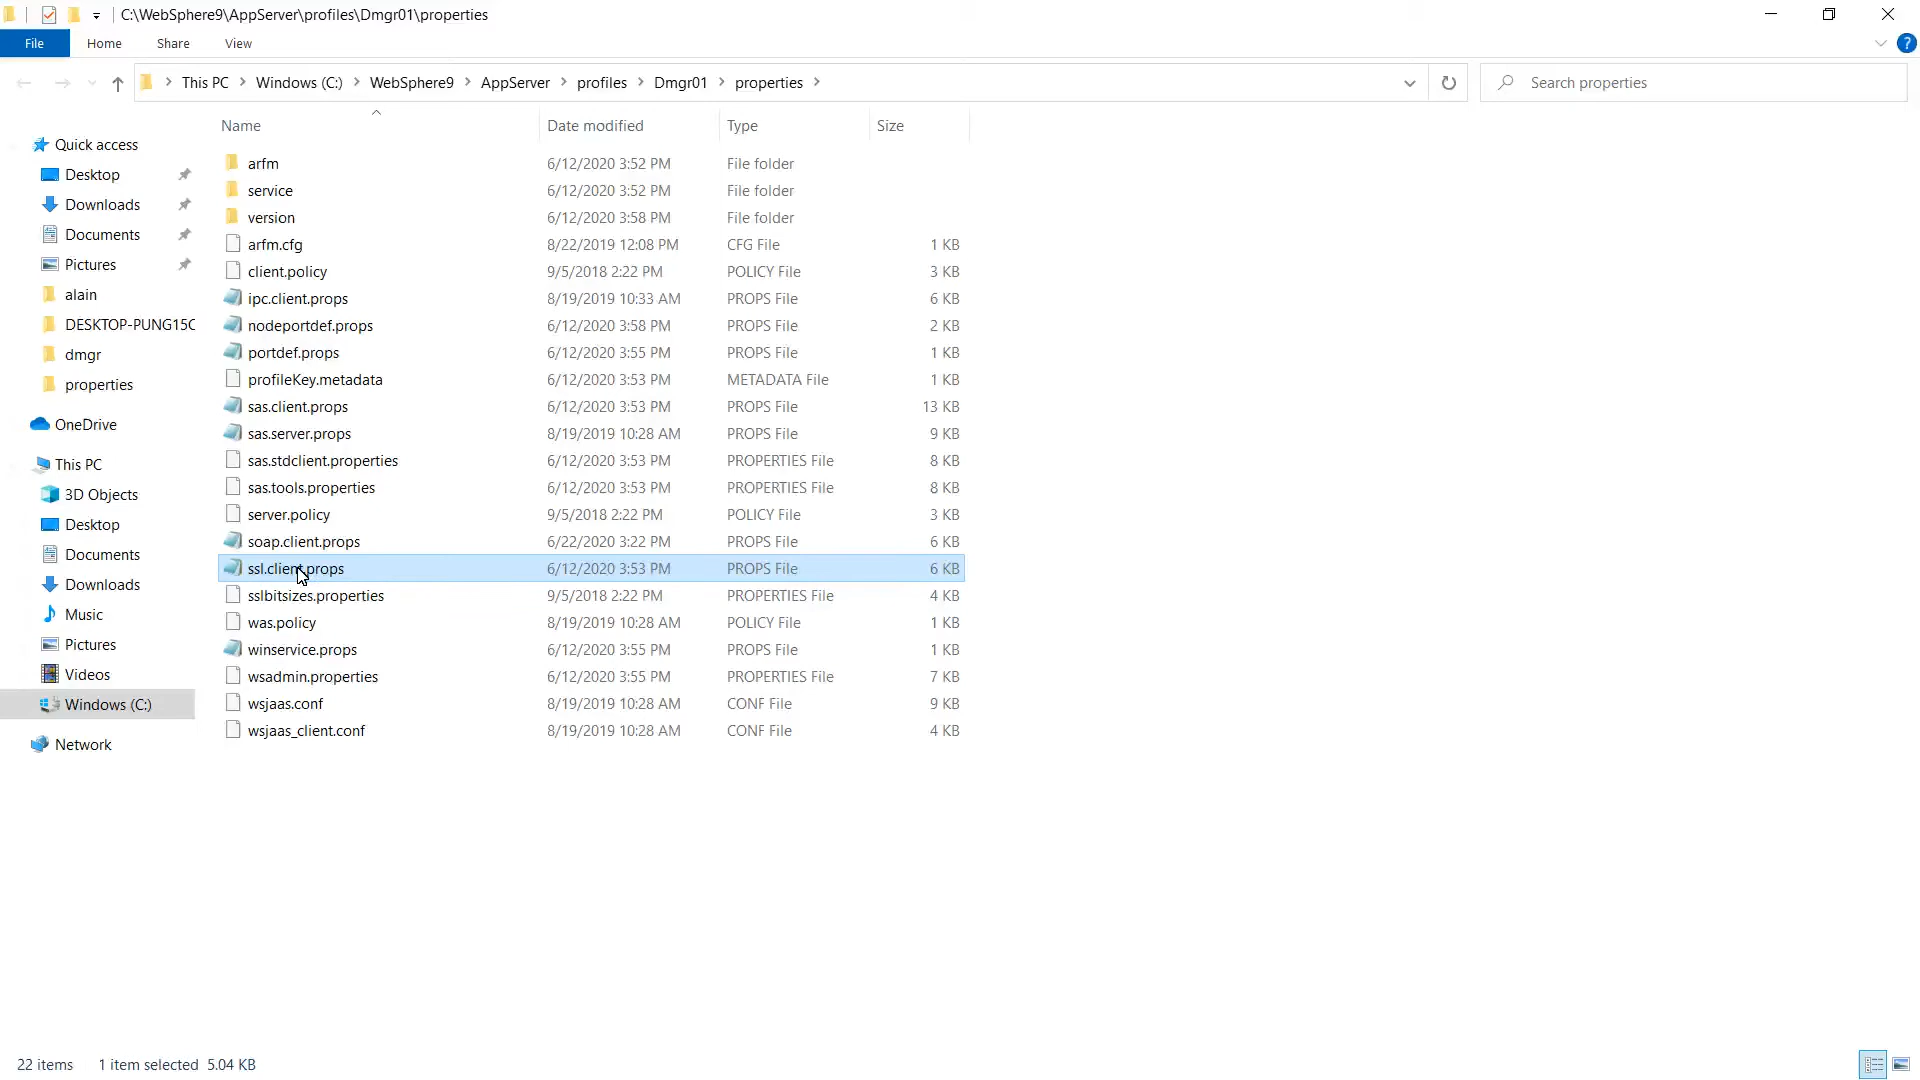 C:\WebSphere9\AppServer\profiles\Dmgr01\properties
File Home Share View
This PC Windows (C:) WebSphere9 AppServer profiles Dmgr01 properties
Search properties
Name Date modified Type Size
Quick access
Desktop
Downloads
Documents
Pictures
alain
DESKTOP-PUNG15C
dmgr
properties
OneDrive
This PC
3D Objects
Desktop
Documents
Downloads
Music
Pictures
Videos
Windows (C:)
Network
arfm 6/12/2020 3:52 PM File folder
service 6/12/2020 3:52 PM File folder
version 6/12/2020 3:58 PM File folder
arfm.cfg 8/22/2019 12:08 PM CFG File 1 KB
client.policy 9/5/2018 2:22 PM POLICY File 3 KB
ipc.client.props 8/19/2019 10:33 AM PROPS File 6 KB
nodeportdef.props 6/12/2020 3:58 PM PROPS File 2 KB
portdef.props 6/12/2020 3:55 PM PROPS File 1 KB
profileKey.metadata 6/12/2020 3:53 PM METADATA File 1 KB
sas.client.props 6/12/2020 3:53 PM PROPS File 13 KB
sas.server.props 8/19/2019 10:28 AM PROPS File 9 KB
sas.stdclient.properties 6/12/2020 3:53 PM PROPERTIES File 8 KB
sas.tools.properties 6/12/2020 3:53 PM PROPERTIES File 8 KB
server.policy 9/5/2018 2:22 PM POLICY File 3 KB
soap.client.props 6/22/2020 3:22 PM PROPS File 6 KB
ssl.client.props 6/12/2020 3:53 PM PROPS File 6 KB
sslbitsizes.properties 9/5/2018 2:22 PM PROPERTIES File 4 KB
was.policy 8/19/2019 10:28 AM POLICY File 1 KB
winservice.props 6/12/2020 3:55 PM PROPS File 1 KB
wsadmin.properties 6/12/2020 3:55 PM PROPERTIES File 7 KB
wsjaas.conf 8/19/2019 10:28 AM CONF File 9 KB
wsjaas_client.conf 8/19/2019 10:28 AM CONF File 4 KB
22 items 1 item selected 5.04 KB